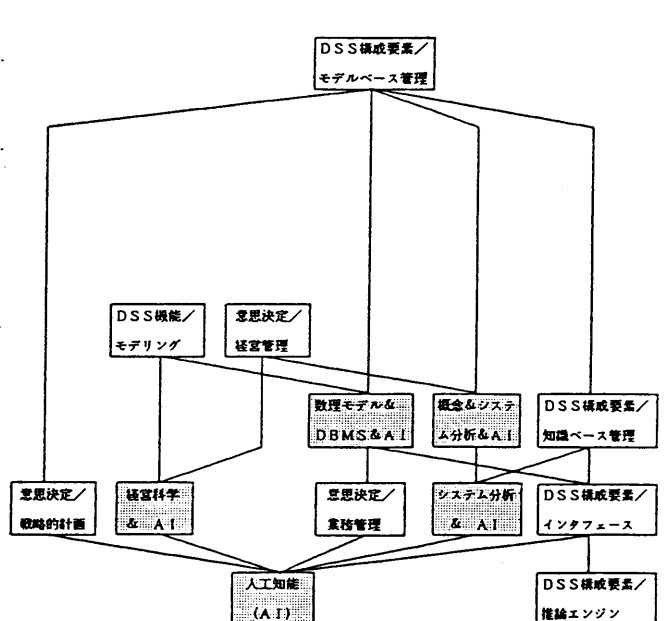 DSS構成要素／
モデルベース管理
DSS機能／
モデリング
意思決定／
経営管理
数理モデル&
DBMS&AI
概念&システ
ム分析&AI
DSS構成要素／
知識ベース管理
意思決定／
戦略的計画
経営科学
& AI
意思決定／
業務管理
システム分析
& AI
DSS構成要素／
インタフェース
人工知能
(AI)
DSS構成要素／
推論エンジン